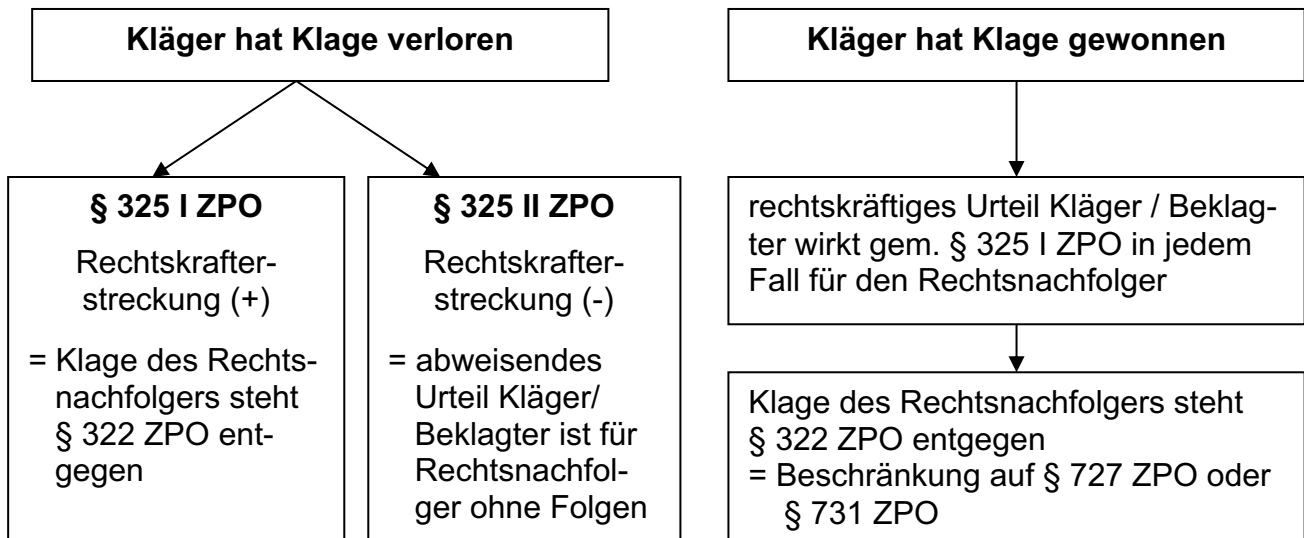 Kläger hat Klage verloren
§ 325 I ZPO
Rechtskrafter-
streckung (+)
= Klage des Rechts-
nachfolgers steht
§ 322 ZPO ent-
gegen
§ 325 II ZPO
Rechtskrafter-
streckung (-)
= abweisendes
Urteil Kläger/
Beklagter ist für
Rechtsnachfol-
ger ohne Folgen
Kläger hat Klage gewonnen
rechtskräftiges Urteil Kläger / Beklag-
ter wirkt gem. § 325 I ZPO in jedem
Fall für den Rechtsnachfolger
Klage des Rechtsnachfolgers steht
§ 322 ZPO entgegen
= Beschränkung auf § 727 ZPO oder
§ 731 ZPO